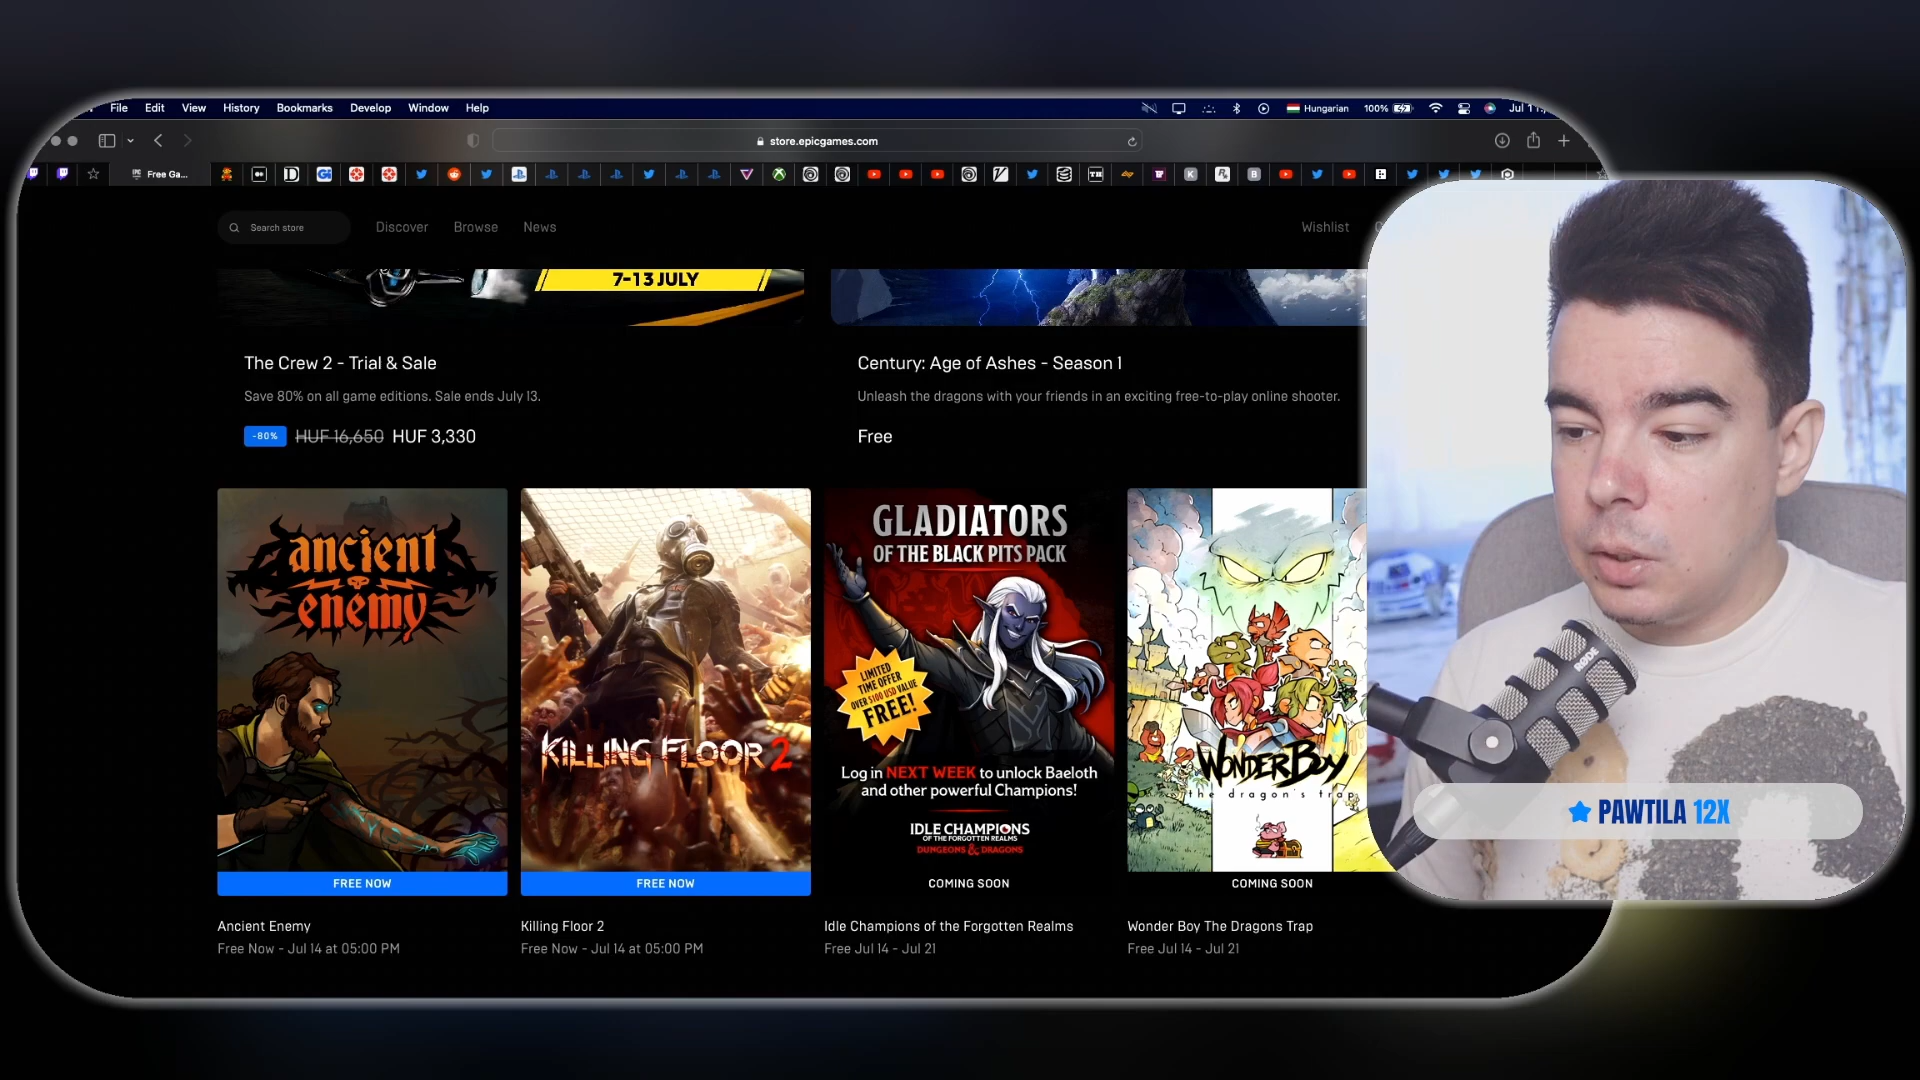 File Edit View History Bookmarks Develop Window Help
Hungarian 100%
store.epicgames.com
Free Ga...
Search store Discover Browse News Wishlist
7-13 JULY
The Crew 2 - Trial & Sale
Save 80% on all game editions. Sale ends July 13.
-80% HUF 16,650 HUF 3,330
Century: Age of Ashes - Season 1
Unleash the dragons with your friends in an exciting free-to-play online shooter.
Free
ancient
enemy
FREE NOW
Ancient Enemy
Free Now - Jul 14 at 05:00 PM
KILLING FLOOR 2
FREE NOW
Killing Floor 2
Free Now - Jul 14 at 05:00 PM
GLADIATORS
OF THE BLACK PITS PACK
LIMITED
TIME OFFER
OVER $100 USD VALUE
FREE!
Log in NEXT WEEK to unlock Baeloth
and other powerful Champions!
IDLE CHAMPIONS
OF THE FORGOTTEN REALMS
DUNGEONS & DRAGONS
COMING SOON
Idle Champions of the Forgotten Realms
Free Jul 14 - Jul 21
WONDER BOY
the dragon's trap
COMING SOON
Wonder Boy The Dragons Trap
Free Jul 14 - Jul 21
RØDE
PAWTILA 12X